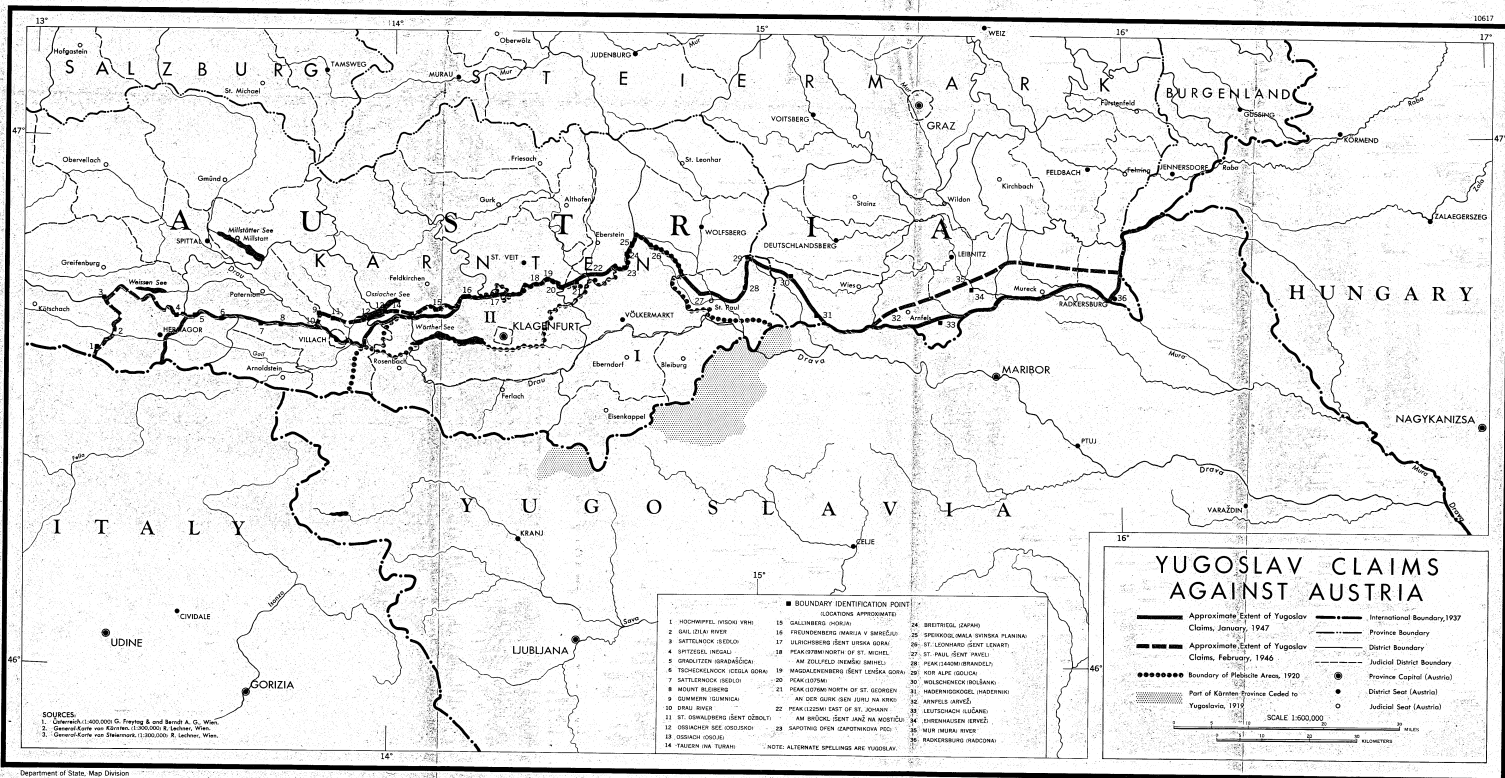 10617
13°
14°
15°
16°
17°
Hofgastein
SALZBURG
TAMSWEG
St. Michael
Oberwölz
MURAU
Mur
JUDENBURG
Mur
STEIERMARK
WEIZ
VOITSBERG
Mur
GRAZ
Fürstenfeld
BURGENLAND
GÜSSING
Raba
KÖRMEND
47°
47°
Obervellach
Gmünd
Friesach
St. Leonhard
Gurk
Althofen
Stainz
Kirchbach
Wildon
FELDBACH
Fehring
JENNERSDORF
Raba
Zala
ZALAEGERSZEG
AUSTRIA
Millstätter See
Millstatt
SPITTAL
Eberstein
WOLFSBERG
DEUTSCHLANDSBERG
LEIBNITZ
Greifenburg
Drau
KÄRNTEN
ST. VEIT
Feldkirchen
Weissen See
Paternion
Ossiacher See
Wies
Mureck
RADKERSBURG
HUNGARY
Kötschach
HERMAGOR
VILLACH
Wörther See
II
KLAGENFURT
VÖLKERMARKT
St. Paul
Arnfels
Gail
Arnoldstein
Rosenbach
Drau
Ferlach
Eberndorf
I
Bleiburg
Eisenkappel
Drava
MARIBOR
Mura
NAGYKANIZSA
PTUJ
Drava
Mura
Drava
VARAŽDIN
Fella
ITALY
YUGOSLAVIA
KRANJ
CELJE
CIVIDALE
Isonzo
UDINE
LJUBLJANA
Sava
GORIZIA
46°
46°
14°
15°
16°
■ BOUNDARY IDENTIFICATION POINT
(LOCATIONS APPROXIMATE)
1 HOCHWIPFEL (VISOKI VRH)
2 GAIL (ZILA) RIVER
3 SATTELNOCK (SEDLO)
4 SPITZEGEL (NEGAL)
5 GRADLITZEN (GRADAŠČICA)
6 TSCHECKELNOCK (CEGLA GORA)
7 SATTLERNOCK (SEDLO)
8 MOUNT BLEIBERG
9 GUMMERN (GUMNICA)
10 DRAU RIVER
11 ST. OSWALDBERG (ŠENT OŽBOLT)
12 OSSIACHER SEE (OSOJSKO)
13 OSSIACH (OSOJE)
14 TAUERN (NA TURAH)
15 GALLINBERG (HORJA)
16 FREUNDENBERG (MARIJA V SMREČJU)
17 ULRICHSBERG (ŠENT URSKA GORA)
18 PEAK (978M) NORTH OF ST. MICHEL
AM ZOLLFELD (NEMŠKI SMIHEL)
19 MAGDALENENBERG (ŠENT LENŠKA GORA)
20 PEAK (1075M)
21 PEAK (1076M) NORTH OF ST. GEORGEN
AN DER GURK (SEN JURIJ NA KRKI)
22 PEAK (1225M) EAST OF ST. JOHANN
AM BRÜCKL (ŠENT JANŽ NA MOSTIČU)
23 SAPOTNIG OFEN (ZAPOTNIKOVA PEČ)
NOTE: ALTERNATE SPELLINGS ARE YUGOSLAV.
24 BREITRIEGL (ZAPAH)
25 SPEIKKOGL (MALA SVINSKA PLANINA)
26 ST. LEONHARD (ŠENT LENART)
27 ST. PAUL (ŠENT PAVEL)
28 PEAK (1440M) (BRANDELJ)
29 KOR ALPE (GOLICA)
30 WOLSCHENECK (BOLŠANK)
31 HADERNIGKOGEL (HADERNIK)
32 ARNFELS (ARVEŽ)
33 LEUTSCHACH (LUČANE)
34 EHRENHAUSEN (ERVEŽ)
35 MUR (MURA) RIVER
36 RADKERSBURG (RADGONA)
YUGOSLAV CLAIMS
AGAINST AUSTRIA
Approximate Extent of Yugoslav
Claims, January, 1947
Approximate Extent of Yugoslav
Claims, February, 1946
Boundary of Plebiscite Areas, 1920
Part of Kärnten Province Ceded to
Yugoslavia, 1919
International Boundary, 1937
Province Boundary
District Boundary
Judicial District Boundary
Province Capital (Austria)
District Seat (Austria)
Judicial Seat (Austria)
SCALE 1:600,000
MILES
KILOMETERS
SOURCES:
1. Österreich.(1:400,000) G. Freytag & and Berndt A. G., Wien.
2. General-Karte von Kärnten. (1:300,000) R. Lechner, Wien.
3. General-Karte von Steiermark. (1:300,000) R. Lechner, Wien.
Department of State, Map Division